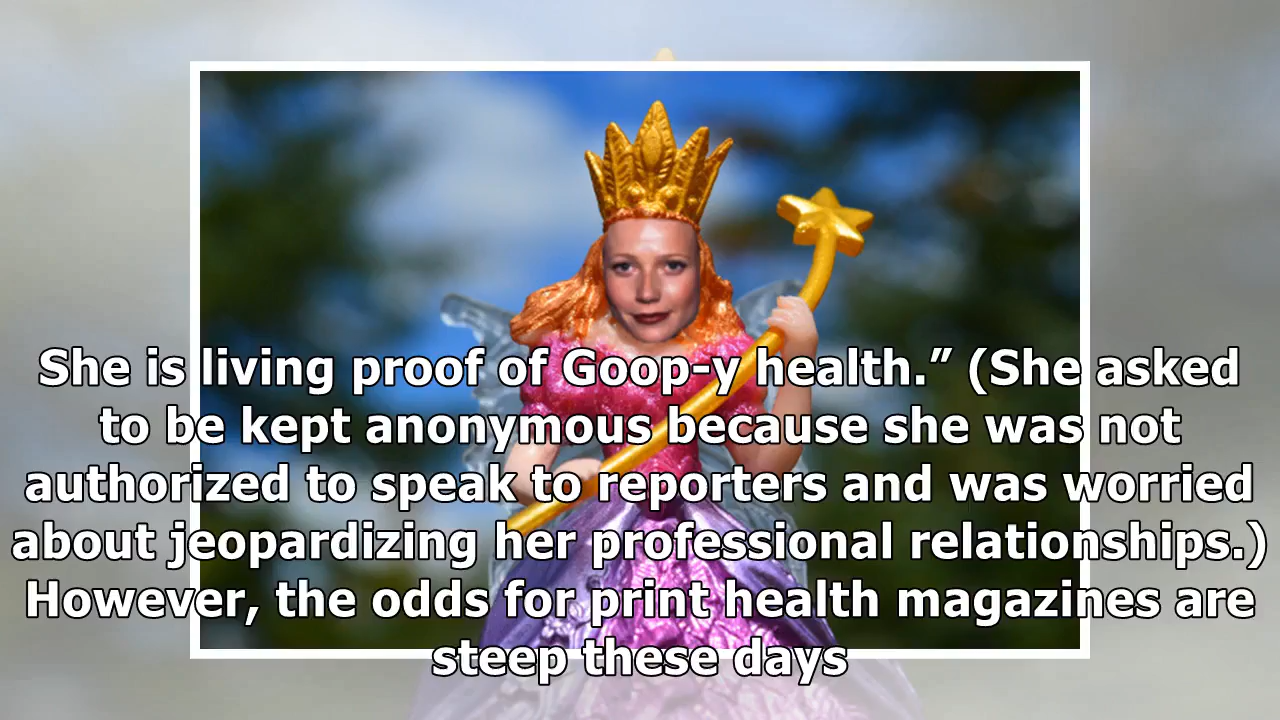 She is living proof of Goop-y health.” (She asked
to be kept anonymous because she was not
authorized to speak to reporters and was worried
about jeopardizing her professional relationships.)
However, the odds for print health magazines are
steep these days